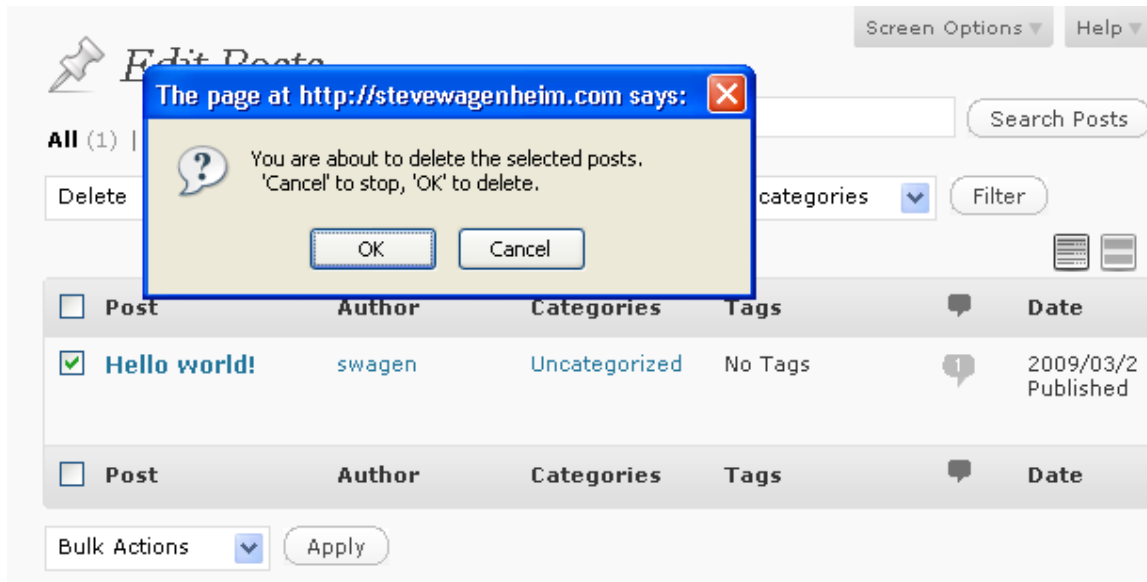 Screen Options Help
Edit Posts
The page at http://stevewagenheim.com says:
All (1) |
Search Posts
You are about to delete the selected posts.
'Cancel' to stop, 'OK' to delete.
Delete
categories
Filter
OK Cancel
Post Author Categories Tags Date
Hello world! swagen Uncategorized No Tags 1 2009/03/2
Published
Post Author Categories Tags Date
Bulk Actions Apply